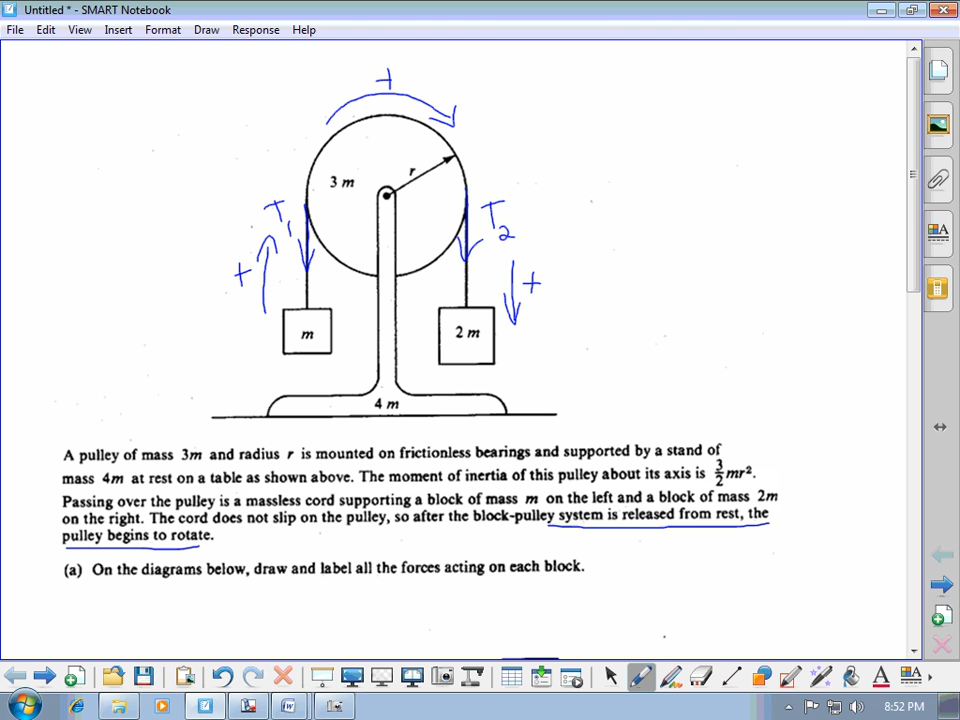 Untitled * - SMART Notebook
File Edit View Insert Format Draw Response Help
+
3 m
r
T1
T2
+
+
m
2 m
4 m
A pulley of mass 3m and radius r is mounted on frictionless bearings and supported by a stand of
mass 4m at rest on a table as shown above. The moment of inertia of this pulley about its axis is 3/2 mr².
Passing over the pulley is a massless cord supporting a block of mass m on the left and a block of mass 2m
on the right. The cord does not slip on the pulley, so after the block-pulley system is released from rest, the
pulley begins to rotate.
(a) On the diagrams below, draw and label all the forces acting on each block.
8:52 PM